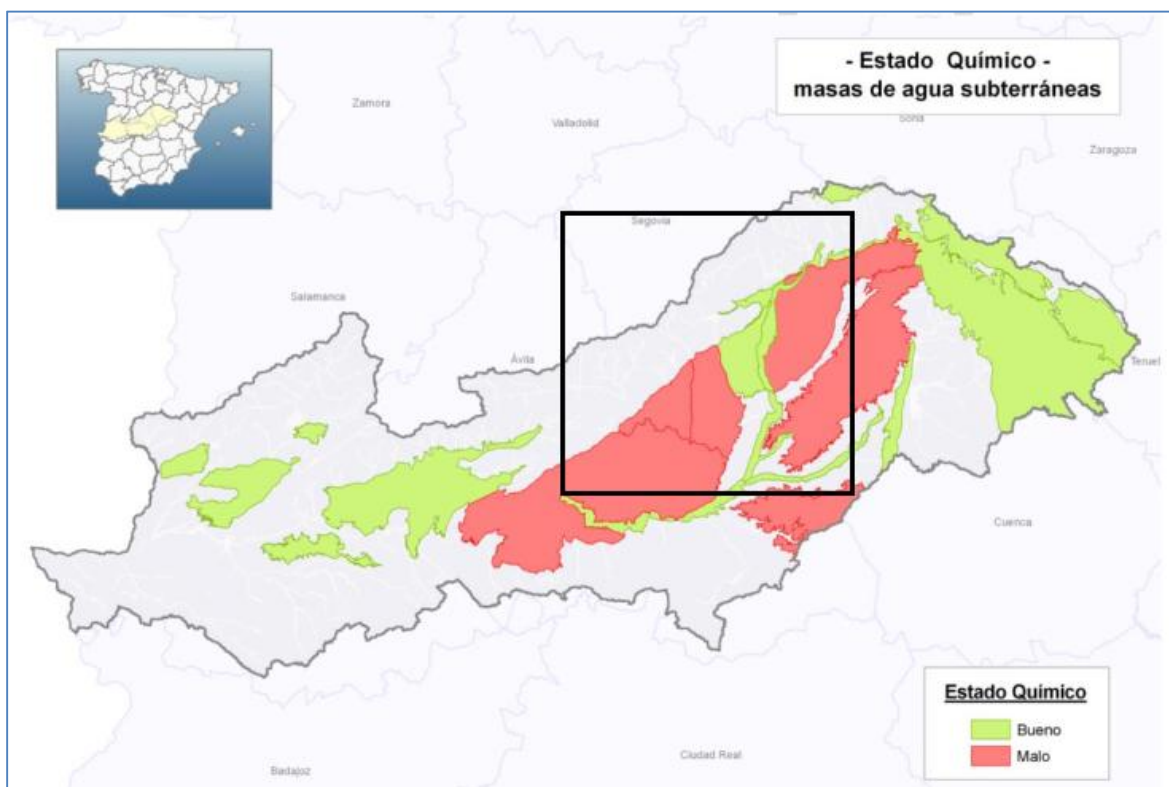 - Estado Químico -
masas de agua subterráneas
Zamora
Valladolid
Soria
Zaragoza
Segovia
Salamanca
Ávila
Teruel
Cuenca
Estado Químico
Bueno
Malo
Ciudad Real
Badajoz